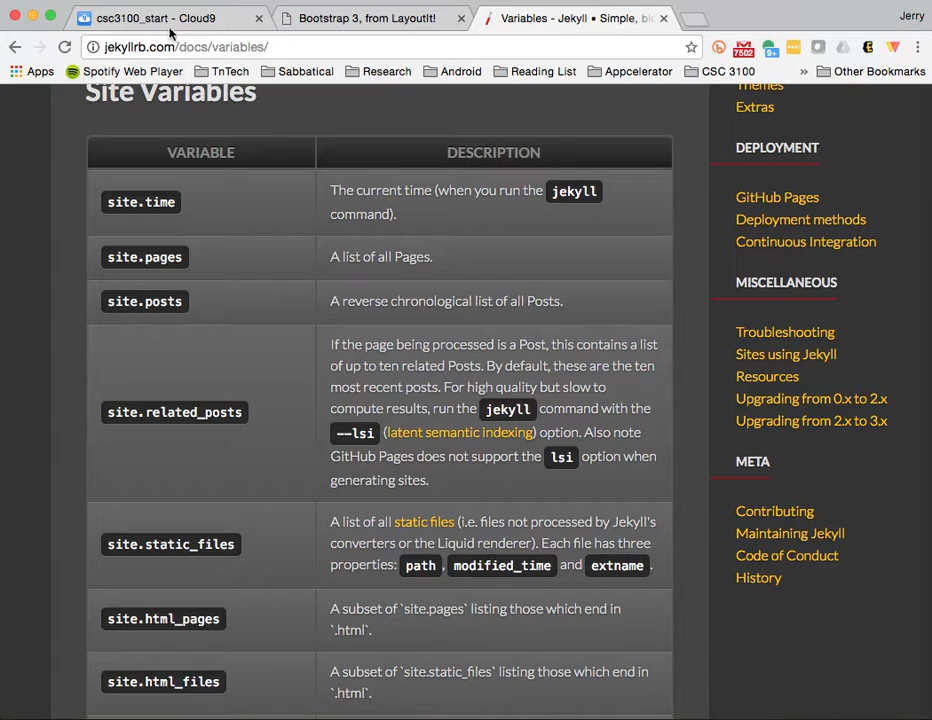 csc3100_start - Cloud9
Bootstrap 3, from LayoutIt!
Variables - Jekyll • Simple, blo
Jerry
jekyllrb.com/docs/variables/
7502
9+
Apps
Spotify Web Player
TnTech
Sabbatical
Research
Android
Reading List
Appcelerator
CSC 3100
»
Other Bookmarks
Site Variables
VARIABLE
DESCRIPTION
site.time
The current time (when you run the jekyll
command).
site.pages
A list of all Pages.
site.posts
A reverse chronological list of all Posts.
site.related_posts
If the page being processed is a Post, this contains a list
of up to ten related Posts. By default, these are the ten
most recent posts. For high quality but slow to
compute results, run the jekyll command with the
--lsi (latent semantic indexing) option. Also note
GitHub Pages does not support the lsi option when
generating sites.
site.static_files
A list of all static files (i.e. files not processed by Jekyll's
converters or the Liquid renderer). Each file has three
properties: path, modified_time and extname.
site.html_pages
A subset of `site.pages` listing those which end in
`.html`.
site.html_files
A subset of `site.static_files` listing those which end in
`.html`.
Themes
Extras
DEPLOYMENT
GitHub Pages
Deployment methods
Continuous Integration
MISCELLANEOUS
Troubleshooting
Sites using Jekyll
Resources
Upgrading from 0.x to 2.x
Upgrading from 2.x to 3.x
META
Contributing
Maintaining Jekyll
Code of Conduct
History